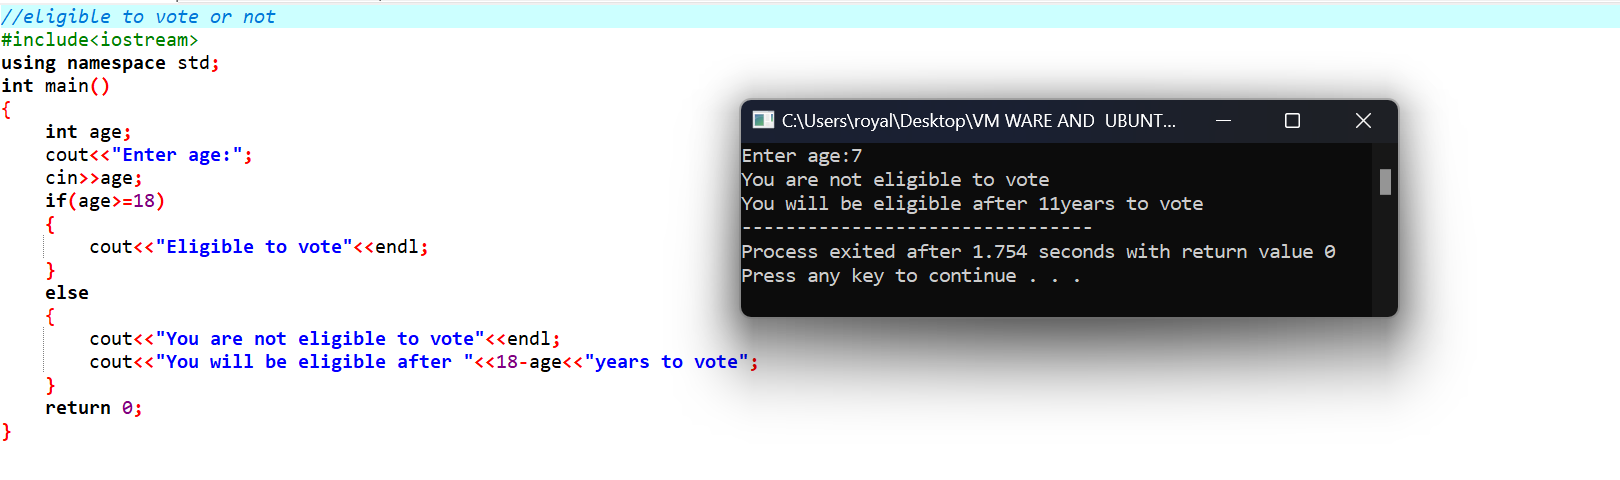 //eligible to vote or not
#include<iostream>
using namespace std;
int main()
{
    int age;
    cout<<"Enter age:";
    cin>>age;
    if(age>=18)
    {
        cout<<"Eligible to vote"<<endl;
    }
    else
    {
        cout<<"You are not eligible to vote"<<endl;
        cout<<"You will be eligible after "<<18-age<<"years to vote";
    }
    return 0;
}
C:\Users\royal\Desktop\VM WARE AND  UBUNT...
Enter age:7
You are not eligible to vote
You will be eligible after 11years to vote
--------------------------------
Process exited after 1.754 seconds with return value 0
Press any key to continue . . .